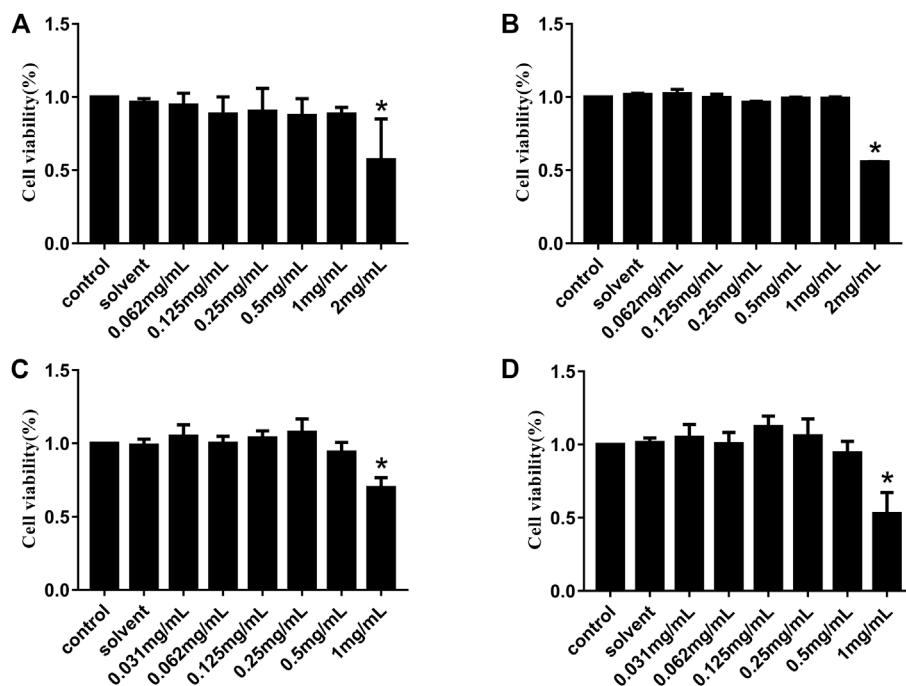 A
Cell viability(%)
1.5
1.0
0.5
0.0
*
control
solvent
0.062mg/mL
0.125mg/mL
0.25mg/mL
0.5mg/mL
1mg/mL
2mg/mL
B
Cell viability(%)
1.5
1.0
0.5
0.0
*
control
solvent
0.062mg/mL
0.125mg/mL
0.25mg/mL
0.5mg/mL
1mg/mL
2mg/mL
C
Cell viability(%)
1.5
1.0
0.5
0.0
*
control
solvent
0.031mg/mL
0.062mg/mL
0.125mg/mL
0.25mg/mL
0.5mg/mL
1mg/mL
D
Cell viability(%)
1.5
1.0
0.5
0.0
*
control
solvent
0.031mg/mL
0.062mg/mL
0.125mg/mL
0.25mg/mL
0.5mg/mL
1mg/mL